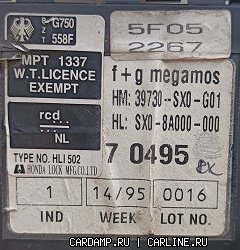 B Z T G750 558F
5F05
2267
MPT 1337
W.T.LICENCE
EXEMPT
f+g megamos
HM: 39730-SX0-G01
HL: SX0-8A000-000
rcd
NL
TYPE NO. HLI 502
HONDA LOCK MFG.CO.LTD
7 0495
ex
1 14/95 0016
IND WEEK LOT NO.
CARDAMP.RU / CARLINE.RU